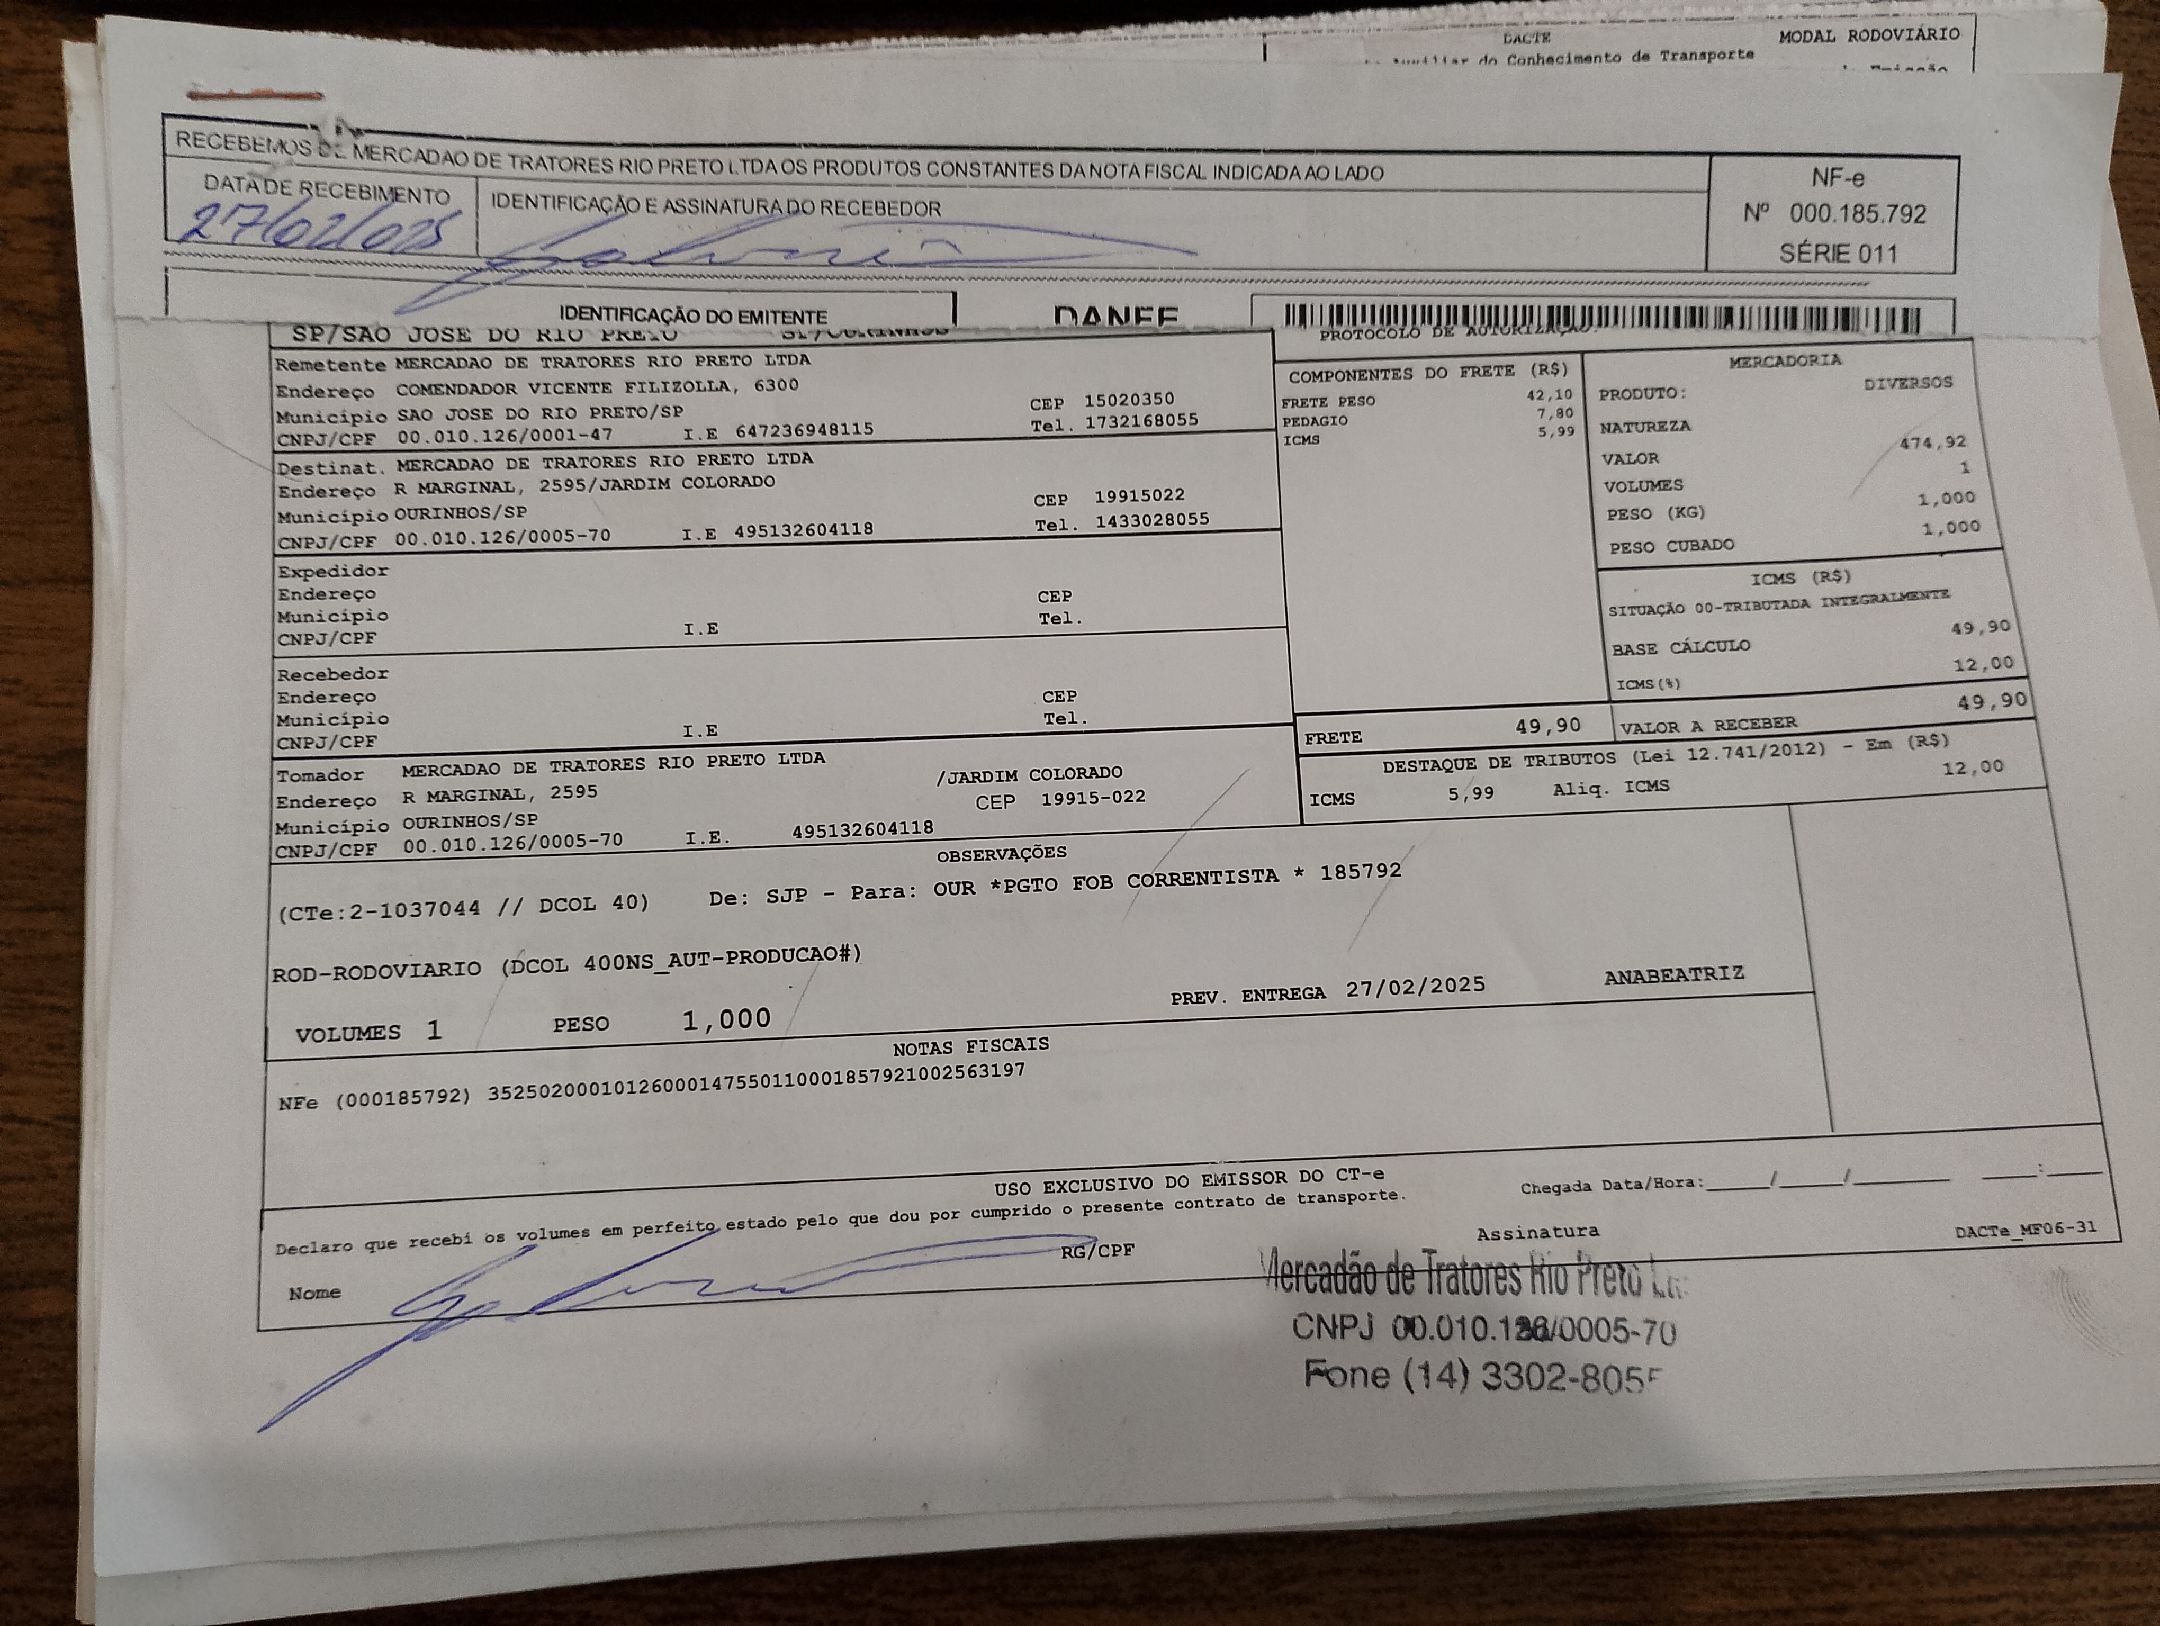 DACTE
MODAL RODOVIÁRIO
do Conhecimento de Transporte
RECEBEMOS DE MERCADAO DE TRATORES RIO PRETO LTDA OS PRODUTOS CONSTANTES DA NOTA FISCAL INDICADA AO LADO
DATA DE RECEBIMENTO
27/02/025
IDENTIFICAÇÃO E ASSINATURA DO RECEBEDOR
NF-e
Nº 000.185.792
SÉRIE 011
IDENTIFICAÇÃO DO EMITENTE
DANFE
SP/SAO JOSE DO RIO PRETO SP/OURINHOS
PROTOCOLO DE AUTORIZAÇÃO:
Remetente MERCADAO DE TRATORES RIO PRETO LTDA
Endereço COMENDADOR VICENTE FILIZOLLA, 6300
Município SAO JOSE DO RIO PRETO/SP CEP 15020350
CNPJ/CPF 00.010.126/0001-47 I.E 647236948115 Tel. 1732168055
Destinat. MERCADAO DE TRATORES RIO PRETO LTDA
Endereço R MARGINAL, 2595/JARDIM COLORADO
Município OURINHOS/SP CEP 19915022
CNPJ/CPF 00.010.126/0005-70 I.E 495132604118 Tel. 1433028055
Expedidor
Endereço
Município CEP
CNPJ/CPF I.E Tel.
Recebedor
Endereço
Município CEP
CNPJ/CPF I.E Tel.
Tomador MERCADAO DE TRATORES RIO PRETO LTDA
Endereço R MARGINAL, 2595 /JARDIM COLORADO
Município OURINHOS/SP CEP 19915-022
CNPJ/CPF 00.010.126/0005-70 I.E. 495132604118
COMPONENTES DO FRETE (R$)
FRETE PESO 42,10
PEDAGIO 7,80
ICMS 5,99
MERCADORIA
PRODUTO: DIVERSOS
NATUREZA
VALOR 474,92
VOLUMES 1
PESO (KG) 1,000
PESO CUBADO 1,000
ICMS (R$)
SITUAÇÃO 00-TRIBUTADA INTEGRALMENTE
BASE CÁLCULO 49,90
ICMS(%) 12,00
FRETE 49,90 VALOR A RECEBER 49,90
DESTAQUE DE TRIBUTOS (Lei 12.741/2012) - Em (R$)
ICMS 5,99 Aliq. ICMS 12,00
OBSERVAÇÕES
(CTe:2-1037044 // DCOL 40) De: SJP - Para: OUR *PGTO FOB CORRENTISTA * 185792
ROD-RODOVIARIO (DCOL 400NS_AUT-PRODUCAO#)
VOLUMES 1 PESO 1,000 PREV. ENTREGA 27/02/2025 ANABEATRIZ
NOTAS FISCAIS
NFe (000185792) 35250200010126000147550110001857921002563197
USO EXCLUSIVO DO EMISSOR DO CT-e
Declaro que recebi os volumes em perfeito estado pelo que dou por cumprido o presente contrato de transporte.
Chegada Data/Hora:_____/_____/_______ ____:____
Nome RG/CPF Assinatura DACTe_MF06-31
Mercadão de Tratores Rio Preto
CNPJ 00.010.126/0005-70
Fone (14) 3302-8055